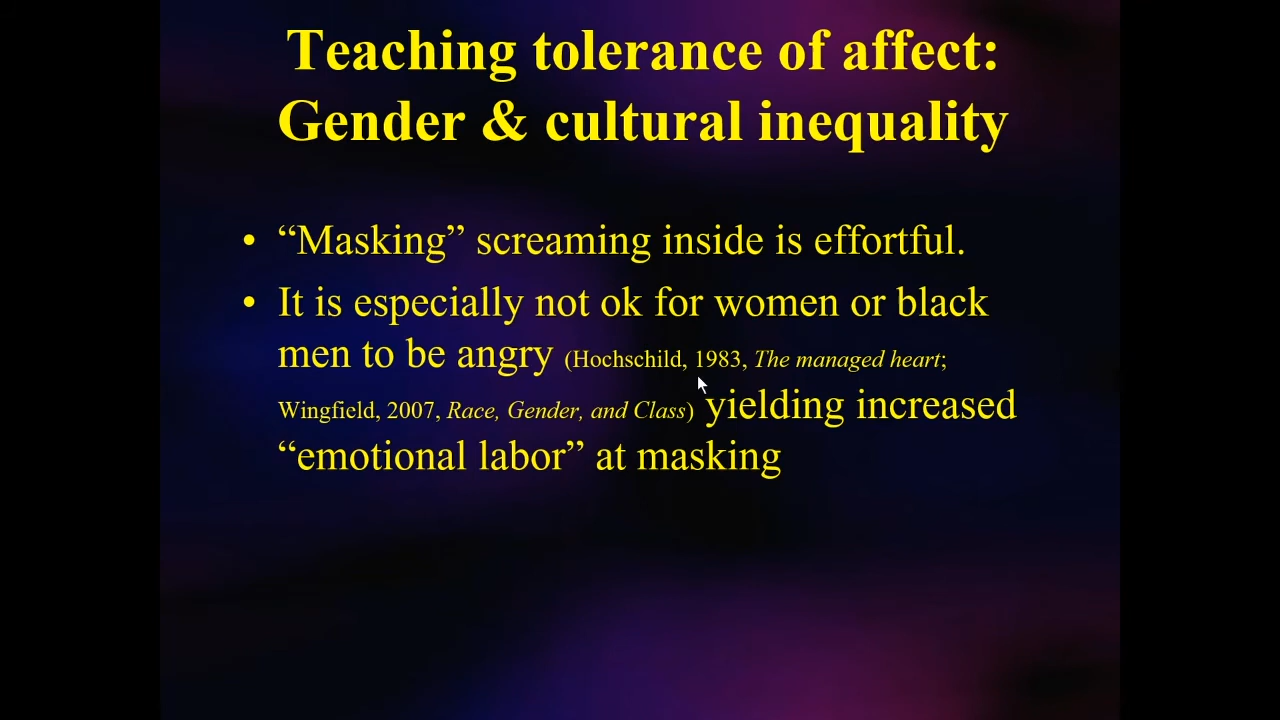 Teaching tolerance of affect:
Gender & cultural inequality
• “Masking” screaming inside is effortful.
• It is especially not ok for women or black
men to be angry (Hochschild, 1983, The managed heart;
Wingfield, 2007, Race, Gender, and Class) yielding increased
“emotional labor” at masking